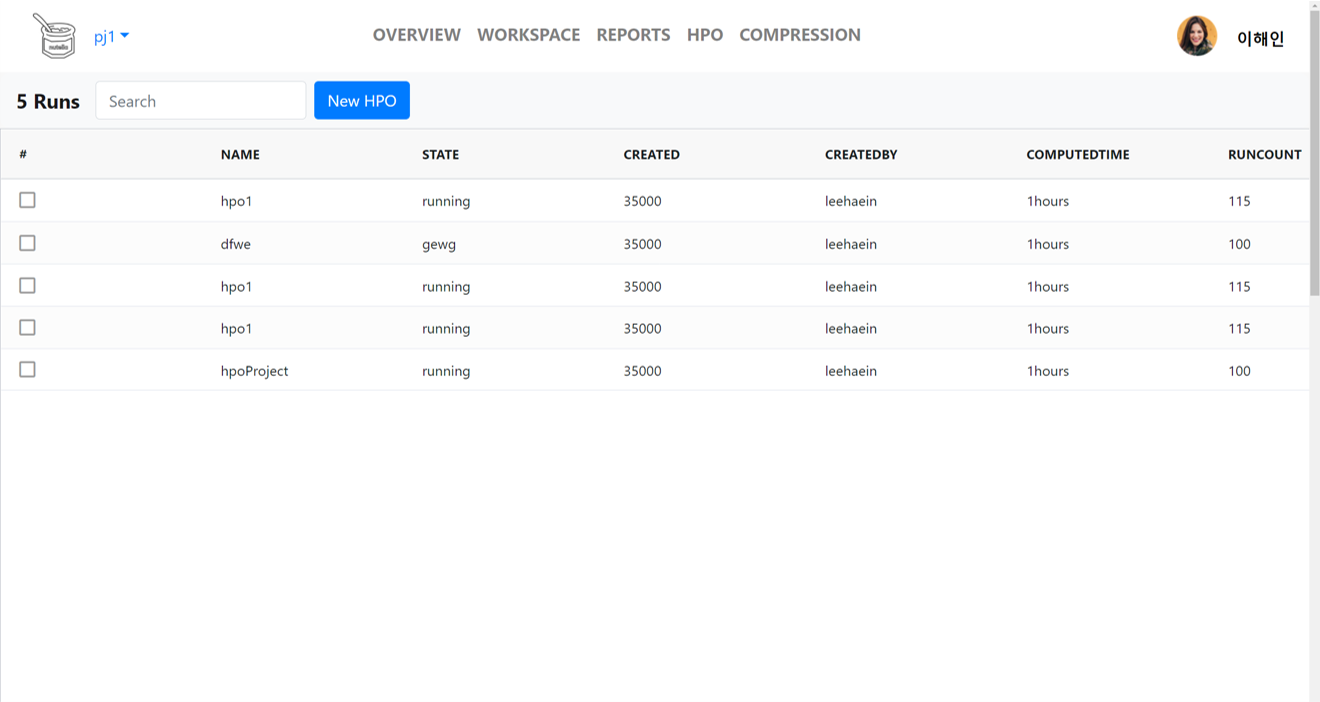 nutella
pj1
OVERVIEW WORKSPACE REPORTS HPO COMPRESSION
이해인
5 Runs Search New HPO
# NAME STATE CREATED CREATEDBY COMPUTEDTIME RUNCOUNT
hpo1 running 35000 leehaein 1hours 115
dfwe gewg 35000 leehaein 1hours 100
hpo1 running 35000 leehaein 1hours 115
hpo1 running 35000 leehaein 1hours 115
hpoProject running 35000 leehaein 1hours 100